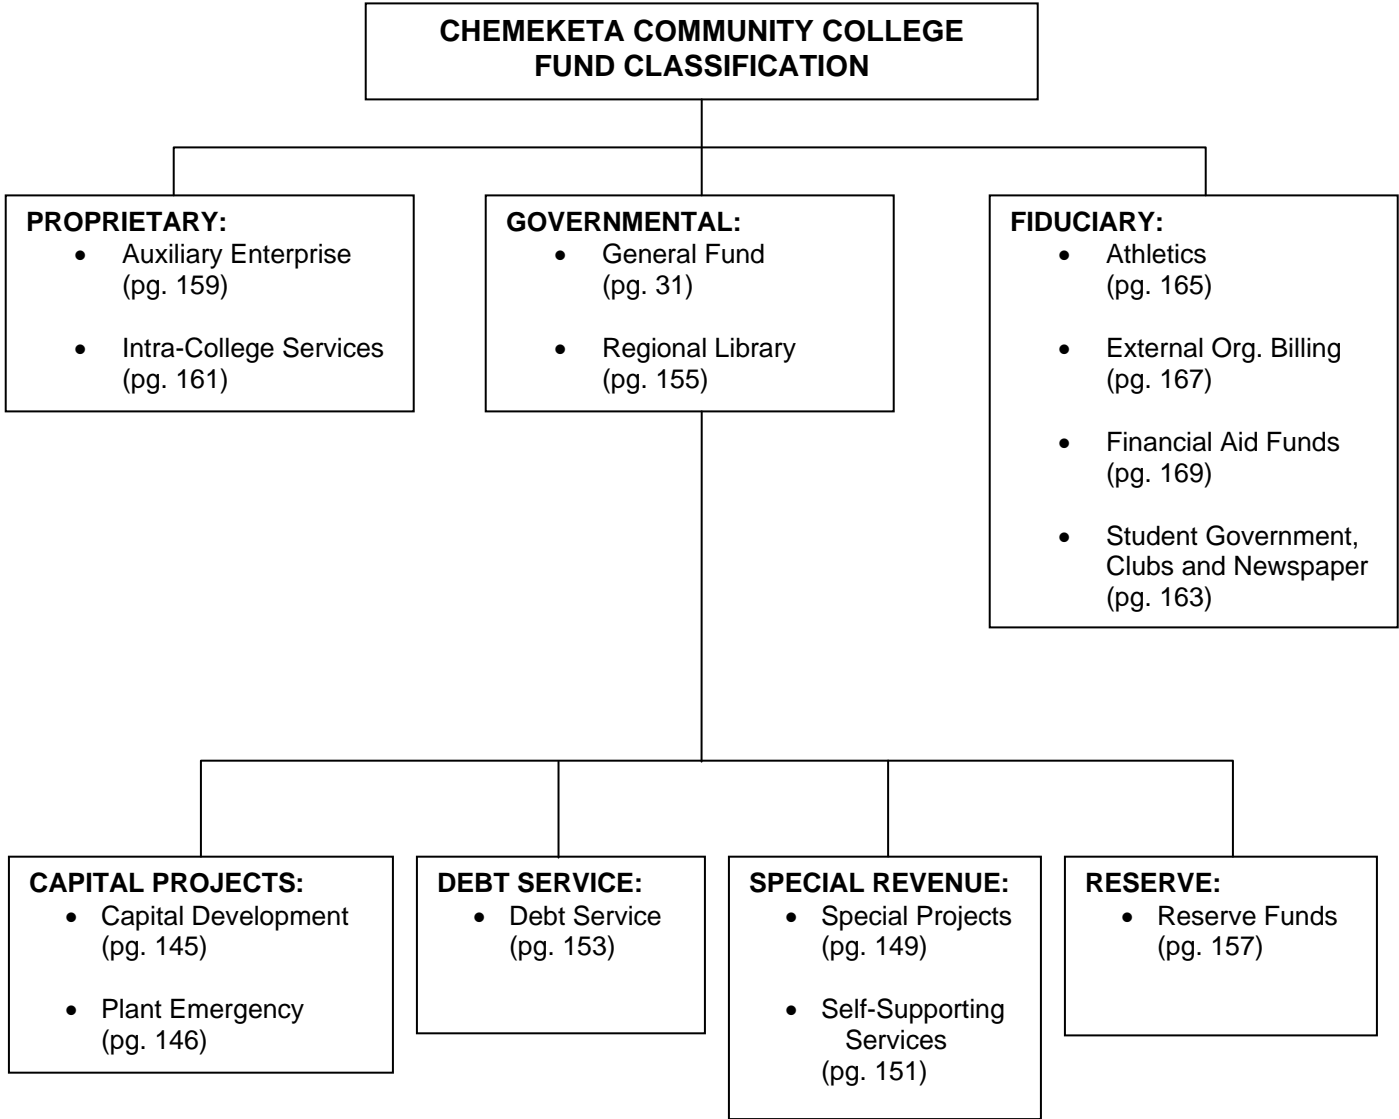 CHEMEKETA COMMUNITY COLLEGE
FUND CLASSIFICATION
PROPRIETARY:
• Auxiliary Enterprise
(pg. 159)
• Intra-College Services
(pg. 161)
GOVERNMENTAL:
• General Fund
(pg. 31)
• Regional Library
(pg. 155)
FIDUCIARY:
• Athletics
(pg. 165)
• External Org. Billing
(pg. 167)
• Financial Aid Funds
(pg. 169)
• Student Government,
Clubs and Newspaper
(pg. 163)
CAPITAL PROJECTS:
• Capital Development
(pg. 145)
• Plant Emergency
(pg. 146)
DEBT SERVICE:
• Debt Service
(pg. 153)
SPECIAL REVENUE:
• Special Projects
(pg. 149)
• Self-Supporting
Services
(pg. 151)
RESERVE:
• Reserve Funds
(pg. 157)